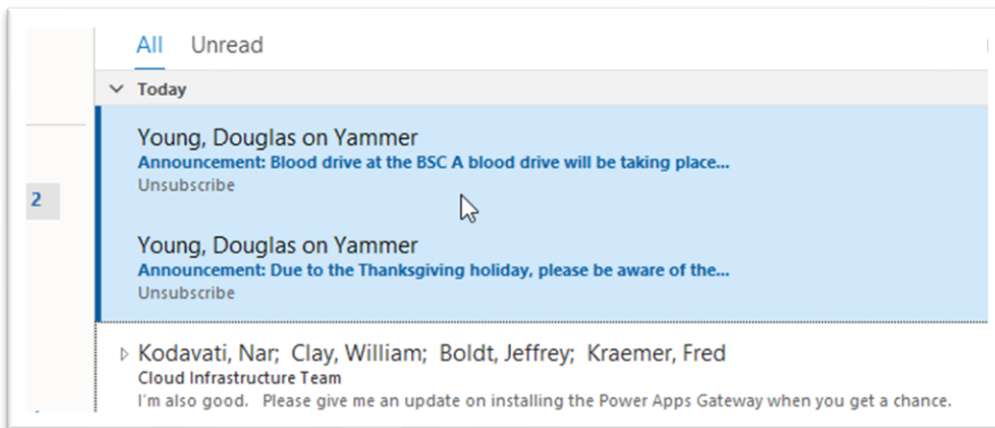 All Unread
Today
Young, Douglas on Yammer
Announcement: Blood drive at the BSC A blood drive will be taking place...
Unsubscribe
2
Young, Douglas on Yammer
Announcement: Due to the Thanksgiving holiday, please be aware of the...
Unsubscribe
Kodavati, Nar; Clay, William; Boldt, Jeffrey; Kraemer, Fred
Cloud Infrastructure Team
I'm also good. Please give me an update on installing the Power Apps Gateway when you get a chance.